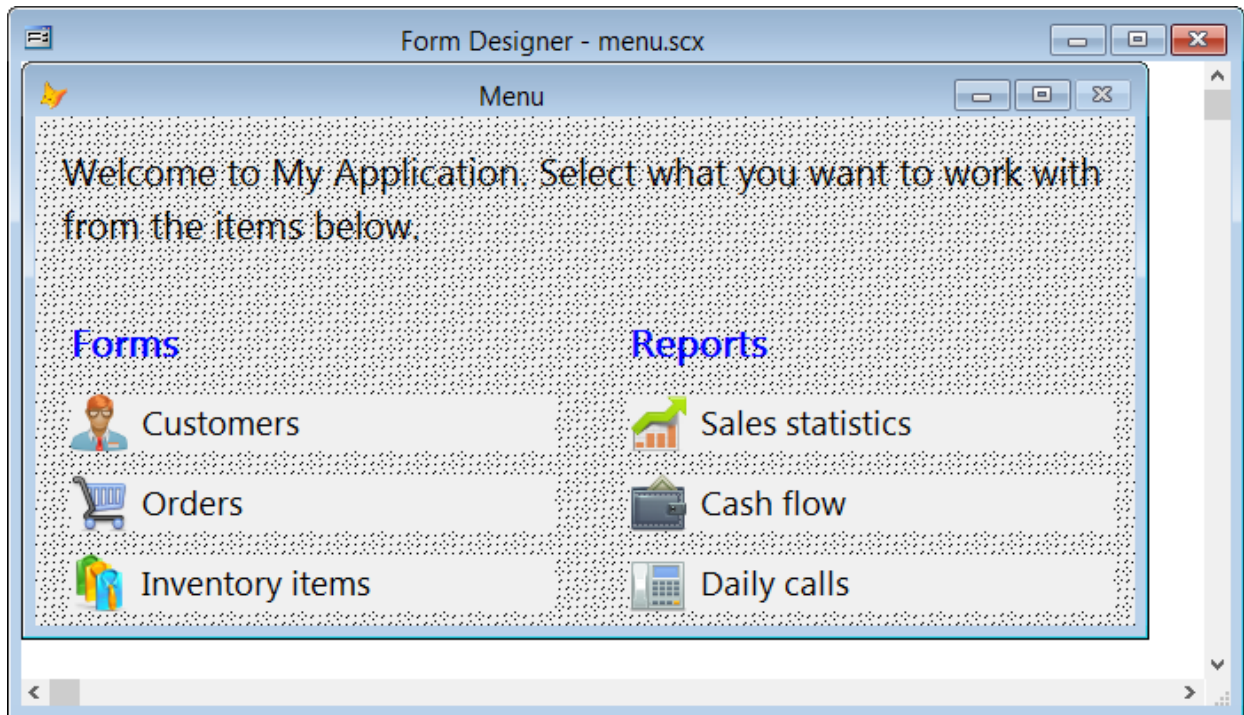 Form Designer - menu.scx
Menu
Welcome to My Application. Select what you want to work with
from the items below.
Forms
Reports
Customers
Sales statistics
Orders
Cash flow
Inventory items
Daily calls